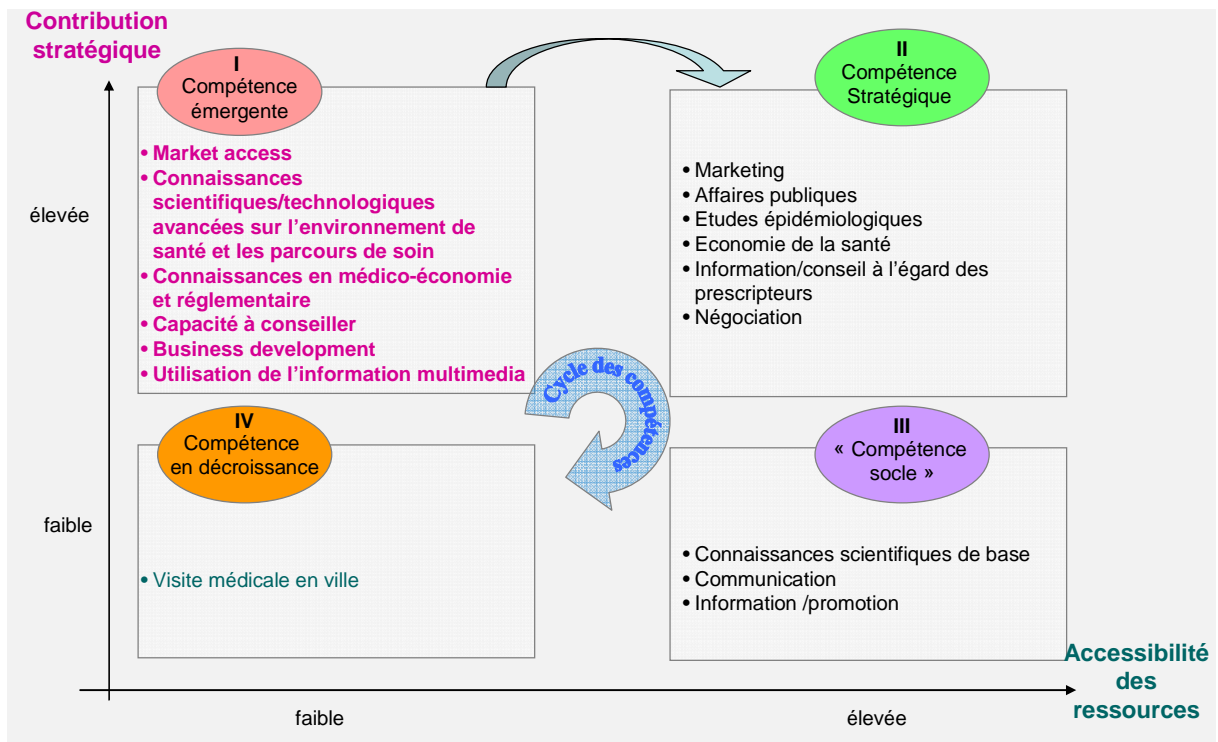 Contribution
stratégique
I
Compétence
émergente
II
Compétence
Stratégique
élevée
• Market access
• Connaissances
scientifiques/technologiques
avancées sur l'environnement de
santé et les parcours de soin
• Connaissances en médico-économie
et réglementaire
• Capacité à conseiller
• Business development
• Utilisation de l'information multimedia
• Marketing
• Affaires publiques
• Etudes épidémiologiques
• Economie de la santé
• Information/conseil à l'égard des
prescripteurs
• Négociation
Cycle des compétences
IV
Compétence
en décroissance
III
« Compétence
socle »
faible
• Visite médicale en ville
• Connaissances scientifiques de base
• Communication
• Information /promotion
Accessibilité
des
ressources
faible
élevée